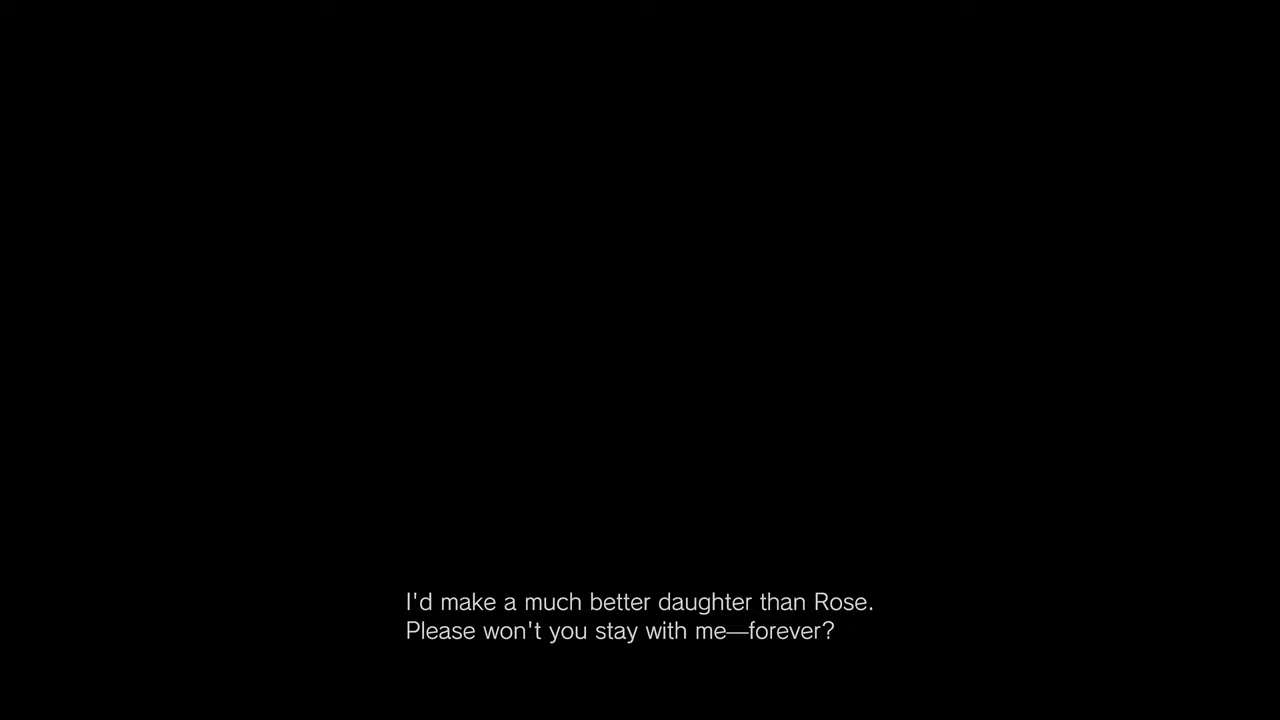 I'd make a much better daughter than Rose.
Please won't you stay with me—forever?